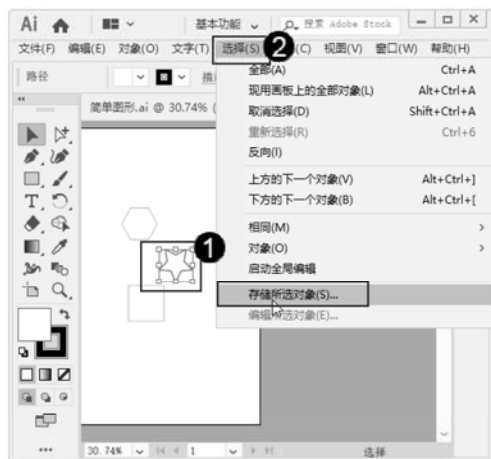 Ai 基本功能 搜索 Adobe Stock
文件(F) 编辑(E) 对象(O) 文字(T) 选择(S) 2 (C) 视图(V) 窗口(W) 帮助(H)
路径
全部(A) Ctrl+A
现用画板上的全部对象(L) Alt+Ctrl+A
取消选择(D) Shift+Ctrl+A
重新选择(R) Ctrl+6
反向(I)
上方的下一个对象(V) Alt+Ctrl+]
下方的下一个对象(B) Alt+Ctrl+[
相同(M)
对象(O)
启动全局编辑
存储所选对象(S)...
编辑所选对象(E)...
简单图形.ai @ 30.74% (
1
30.74% 1 选择